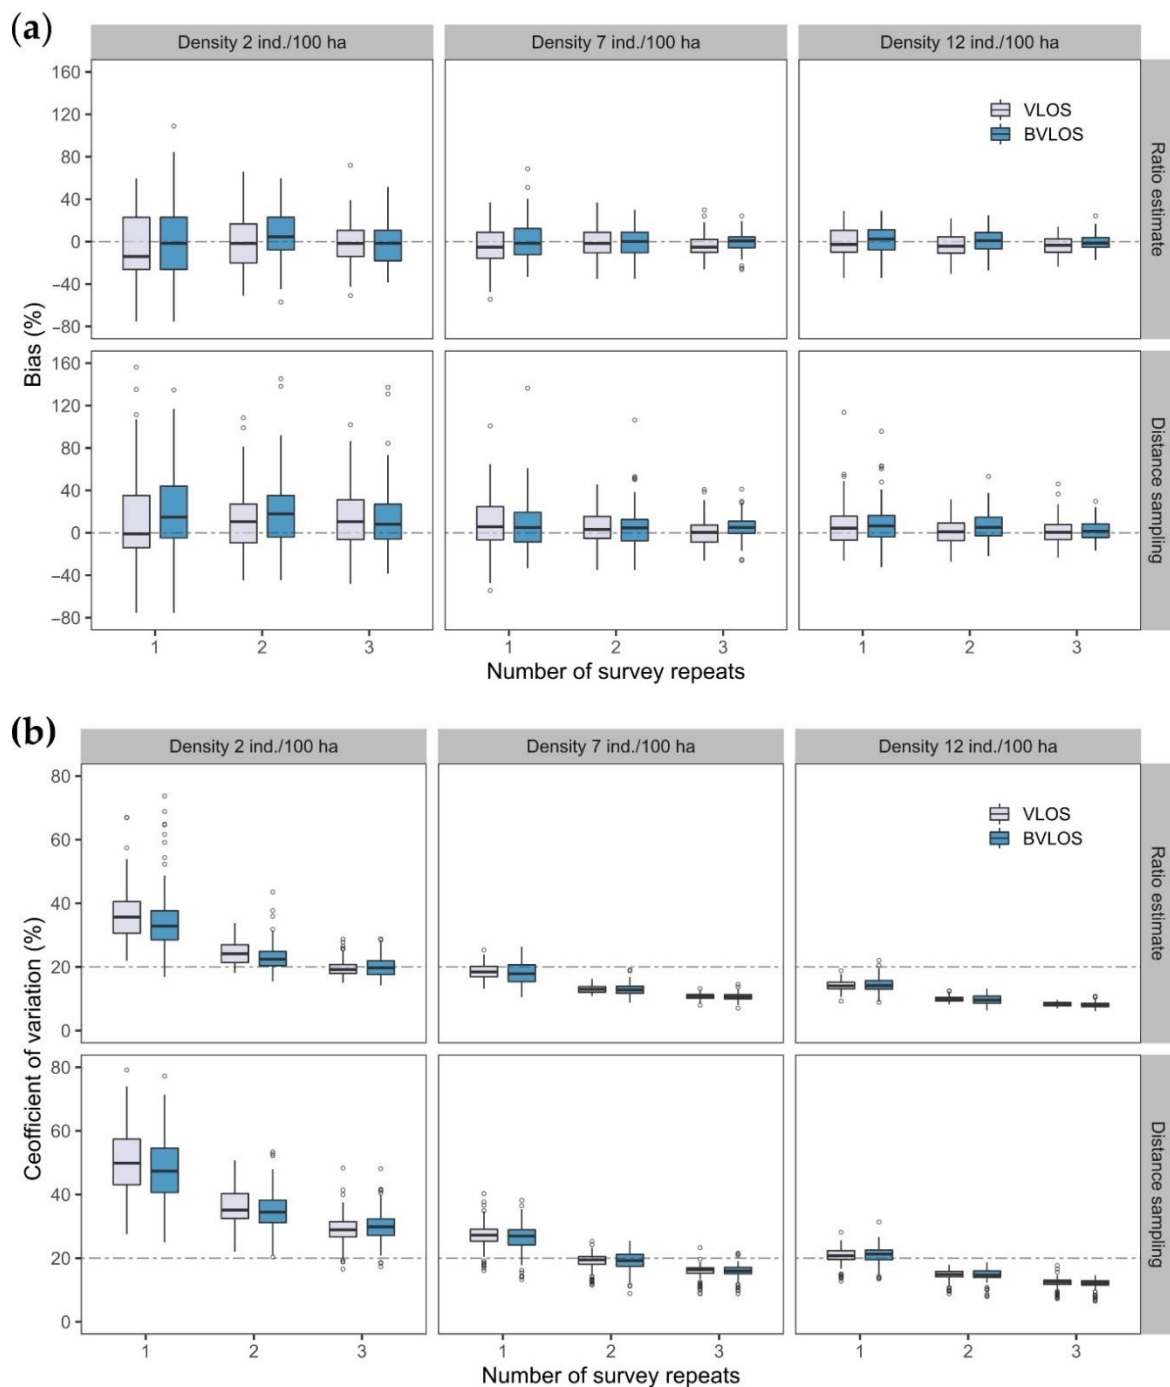 (a)
Density 2 ind./100 ha
Density 7 ind./100 ha
Density 12 ind./100 ha
Bias (%)
160
120
80
40
0
−40
−80
VLOS
BVLOS
Ratio estimate
160
120
80
40
0
−40
−80
Distance sampling
1
2
3
1
2
3
1
2
3
Number of survey repeats
(b)
Density 2 ind./100 ha
Density 7 ind./100 ha
Density 12 ind./100 ha
Ceofficient of variation (%)
80
60
40
20
0
VLOS
BVLOS
Ratio estimate
80
60
40
20
0
Distance sampling
1
2
3
1
2
3
1
2
3
Number of survey repeats